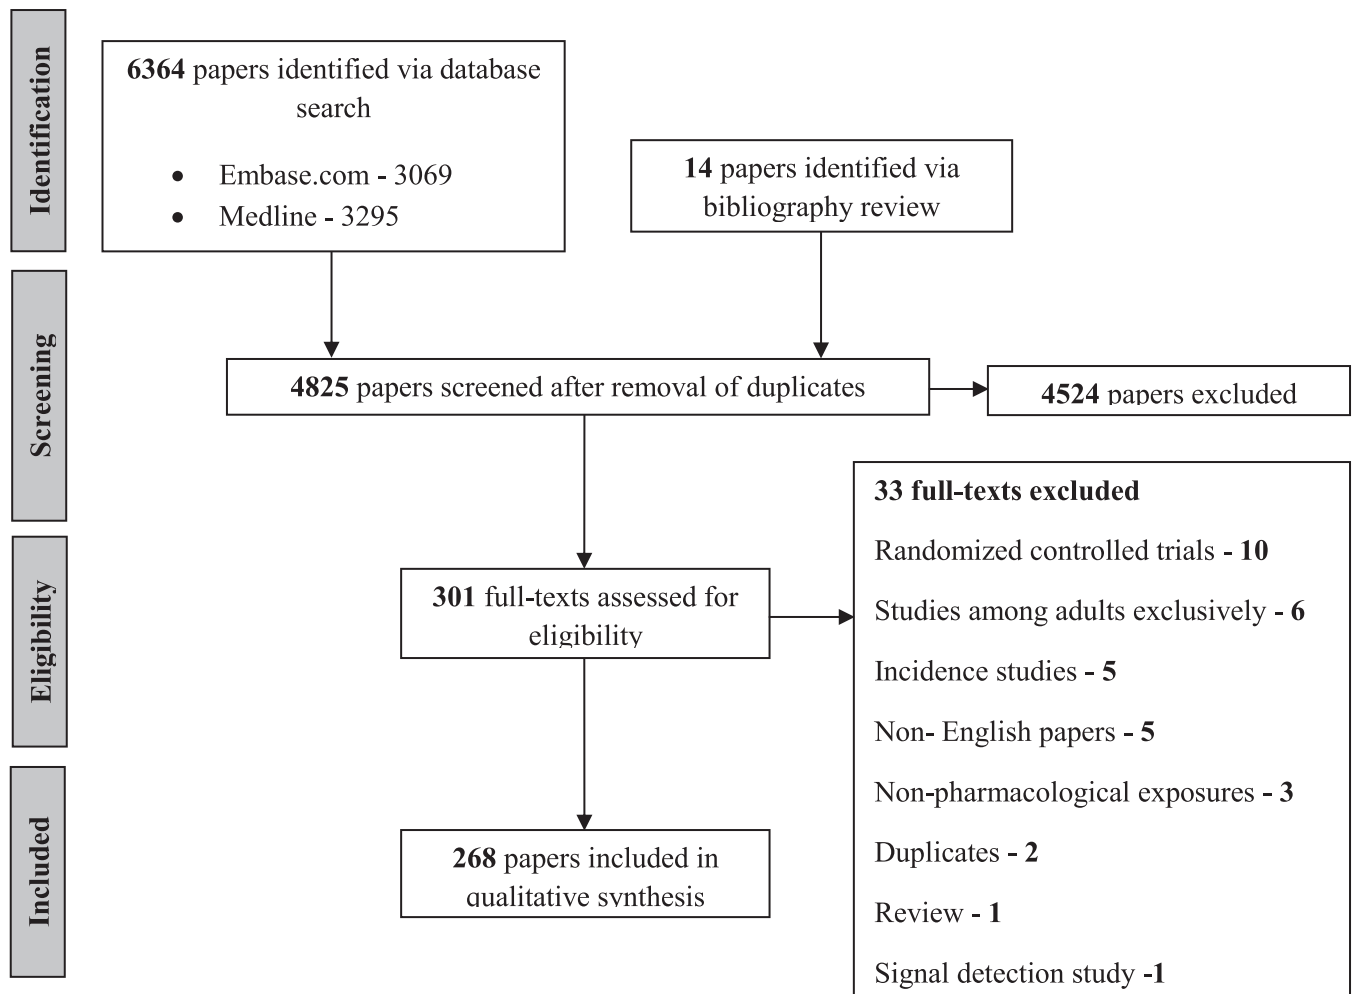 Identification
6364 papers identified via database
search
• Embase.com - 3069
• Medline - 3295
14 papers identified via
bibliography review
Screening
4825 papers screened after removal of duplicates
4524 papers excluded
Eligibility
301 full-texts assessed for
eligibility
33 full-texts excluded
Randomized controlled trials - 10
Studies among adults exclusively - 6
Incidence studies - 5
Non- English papers - 5
Non-pharmacological exposures - 3
Duplicates - 2
Review - 1
Signal detection study -1
Included
268 papers included in
qualitative synthesis